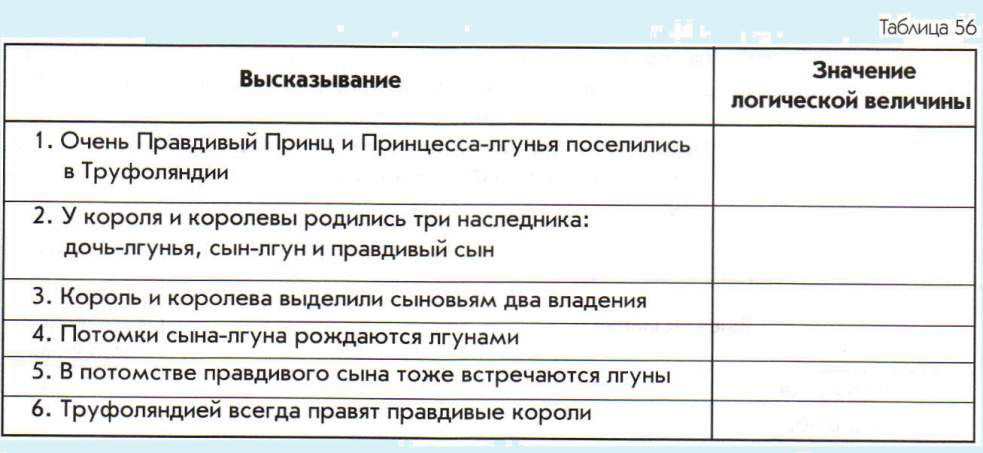 Таблица 56
Высказывание
Значение
логической величины
1. Очень Правдивый Принц и Принцесса-лгунья поселились
в Труфоляндии
2. У короля и королевы родились три наследника:
дочь-лгунья, сын-лгун и правдивый сын
3. Король и королева выделили сыновьям два владения
4. Потомки сына-лгуна рождаются лгунами
5. В потомстве правдивого сына тоже встречаются лгуны
6. Труфоляндией всегда правят правдивые короли